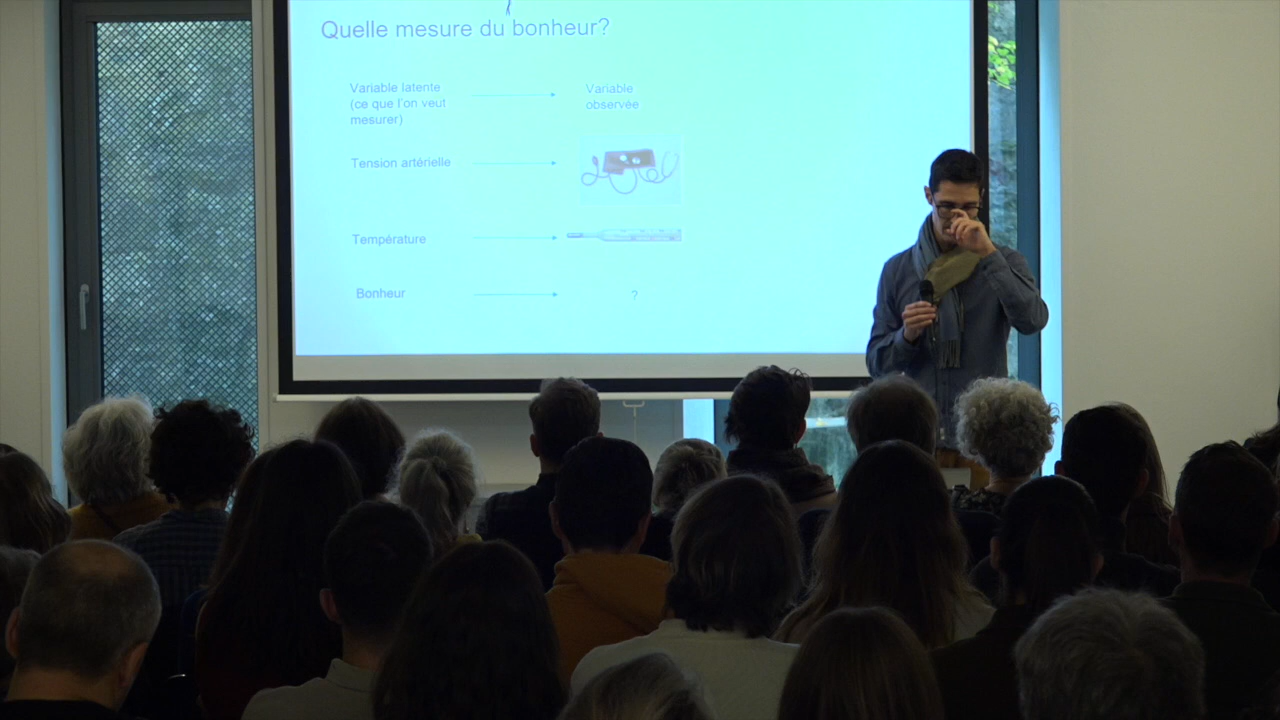 Quelle mesure du bonheur?
Variable latente
(ce que l'on veut
mesurer)
Variable
observée
Tension artérielle
Température
Bonheur
?